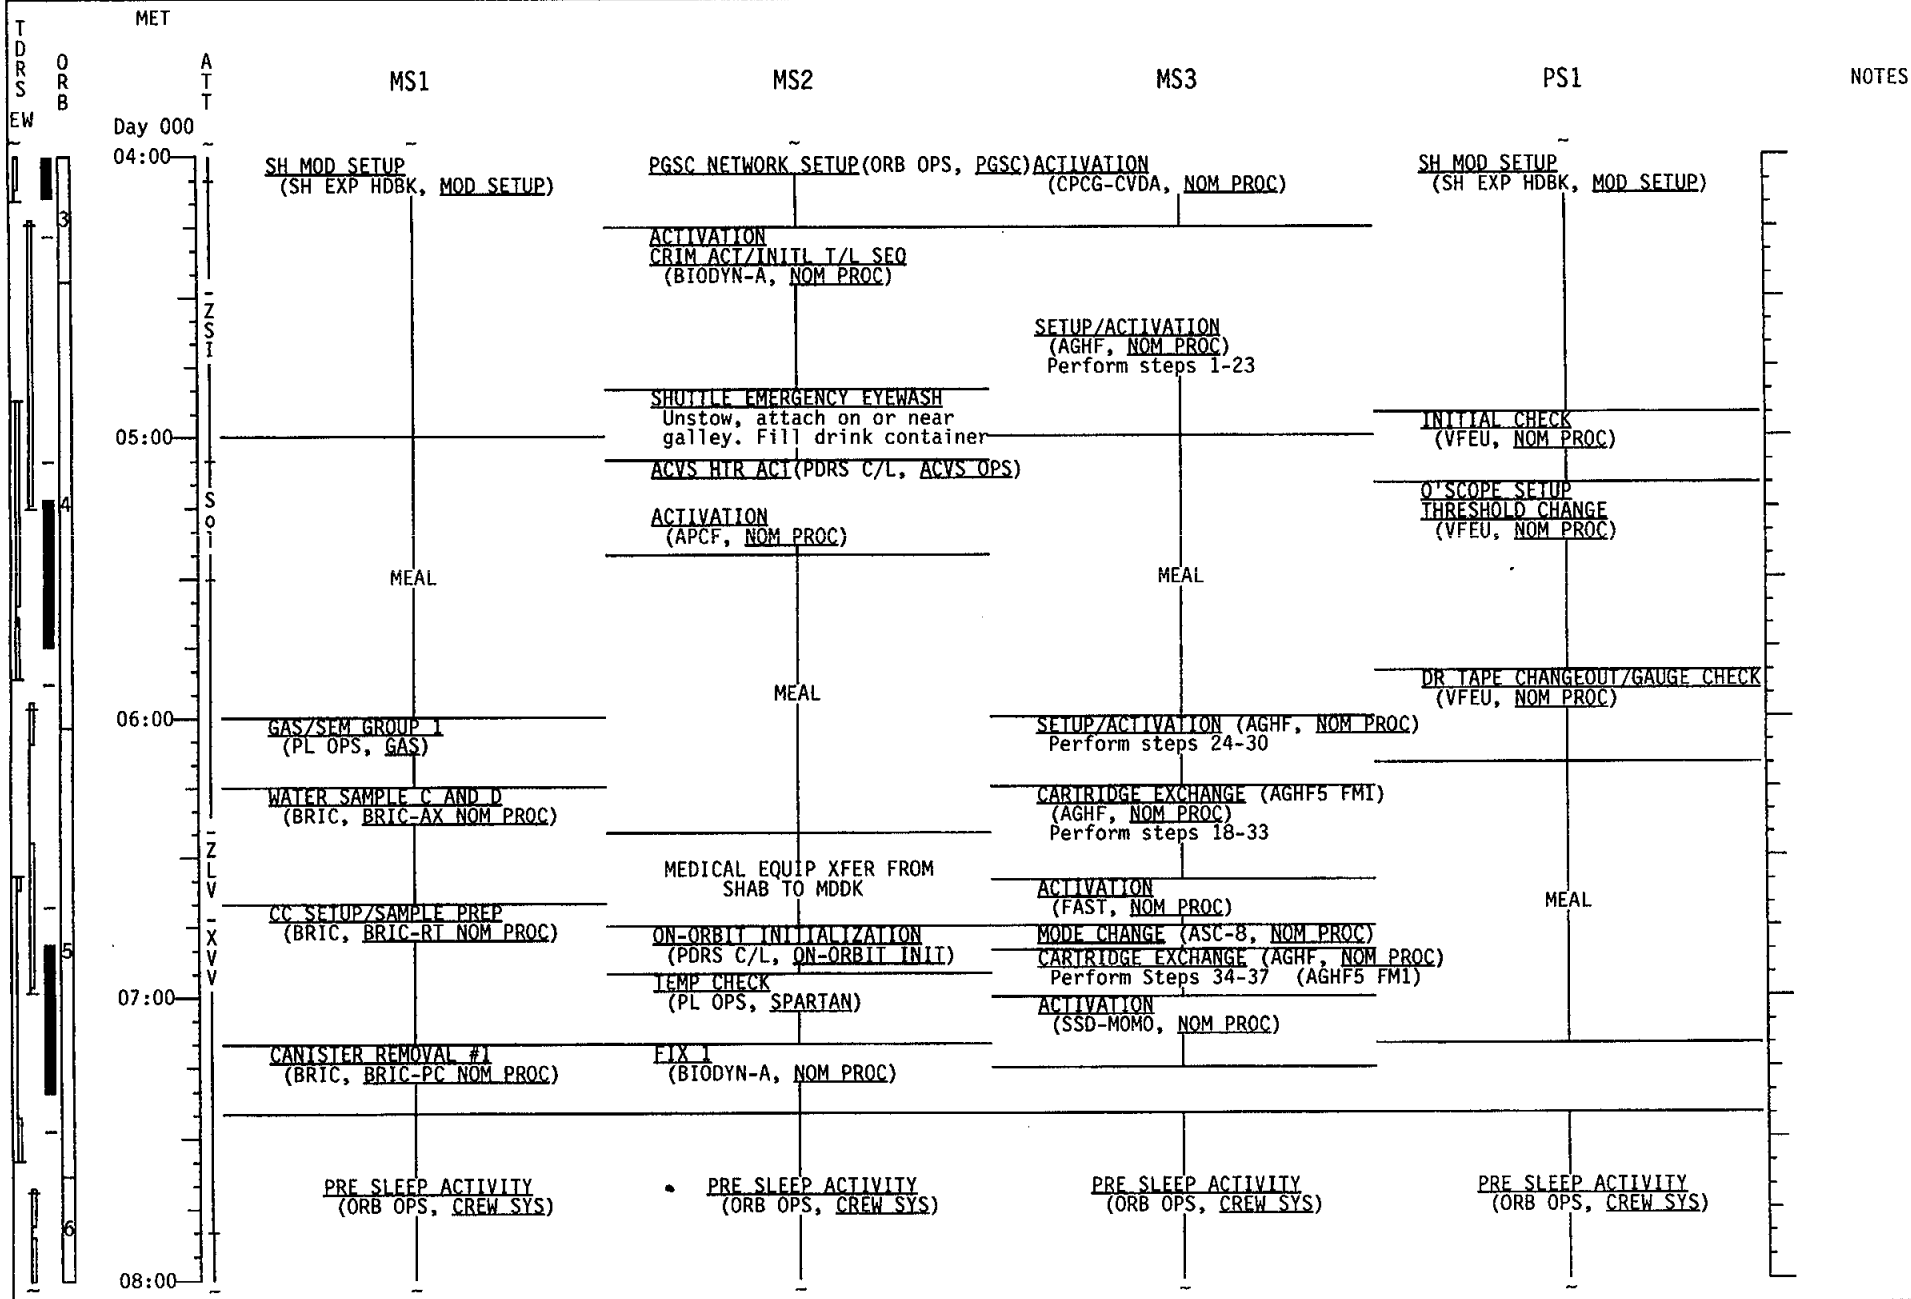 MET
TDRS
ORB
ATT
MS1
MS2
MS3
PS1
NOTES
EW
Day 000
04:00
SH MOD SETUP
(SH EXP HDBK, MOD SETUP)
PGSC NETWORK SETUP(ORB OPS, PGSC)
ACTIVATION
(CPCG-CVDA, NOM PROC)
SH MOD SETUP
(SH EXP HDBK, MOD SETUP)
3
ACTIVATION
CRIM ACT/INITL T/L SEQ
(BIODYN-A, NOM PROC)
ZSI
SETUP/ACTIVATION
(AGHF, NOM PROC)
Perform steps 1-23
SHUTTLE EMERGENCY EYEWASH
Unstow, attach on or near
galley. Fill drink container
05:00
INITIAL CHECK
(VFEU, NOM PROC)
ACVS HTR ACT(PDRS C/L, ACVS OPS)
4
O'SCOPE SETUP
THRESHOLD CHANGE
(VFEU, NOM PROC)
ACTIVATION
(APCF, NOM PROC)
MEAL
MEAL
DR TAPE CHANGEOUT/GAUGE CHECK
(VFEU, NOM PROC)
MEAL
06:00
GAS/SEM GROUP 1
(PL OPS, GAS)
SETUP/ACTIVATION (AGHF, NOM PROC)
Perform steps 24-30
WATER SAMPLE C AND D
(BRIC, BRIC-AX NOM PROC)
CARTRIDGE EXCHANGE (AGHF5 FM1)
(AGHF, NOM PROC)
Perform steps 18-33
ZLV
MEDICAL EQUIP XFER FROM
SHAB TO MDDK
ACTIVATION
(FAST, NOM PROC)
MEAL
CC SETUP/SAMPLE PREP
(BRIC, BRIC-RT NOM PROC)
XVV
5
ON-ORBIT INITIALIZATION
(PDRS C/L, ON-ORBIT INIT)
MODE CHANGE (ASC-8, NOM PROC)
CARTRIDGE EXCHANGE (AGHF, NOM PROC)
Perform Steps 34-37 (AGHF5 FM1)
TEMP CHECK
(PL OPS, SPARTAN)
07:00
ACTIVATION
(SSD-MOMO, NOM PROC)
CANISTER REMOVAL #1
(BRIC, BRIC-PC NOM PROC)
FIX 1
(BIODYN-A, NOM PROC)
PRE SLEEP ACTIVITY
(ORB OPS, CREW SYS)
PRE SLEEP ACTIVITY
(ORB OPS, CREW SYS)
PRE SLEEP ACTIVITY
(ORB OPS, CREW SYS)
PRE SLEEP ACTIVITY
(ORB OPS, CREW SYS)
6
08:00